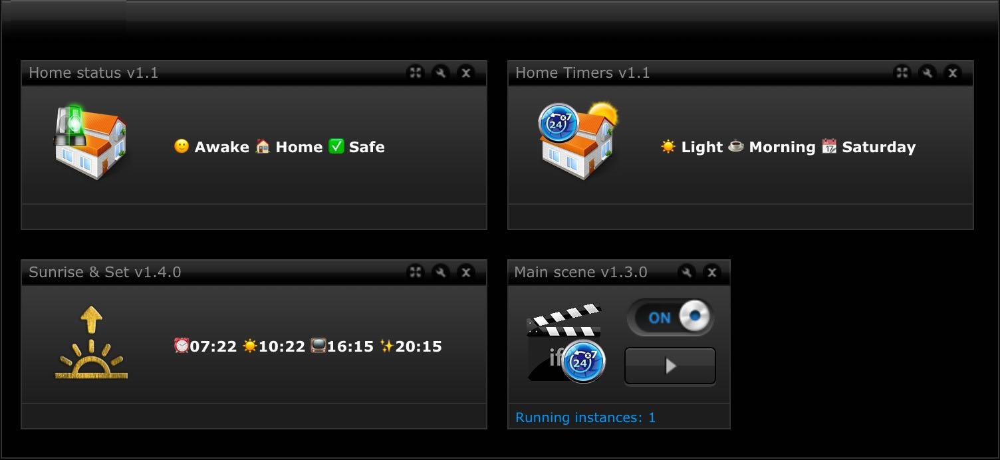 Home status v1.1
🙂 Awake 🏠 Home ✅ Safe
Home Timers v1.1
24 x 7
☀️ Light ☕ Morning 📅 Saturday
Sunrise & Set v1.4.0
⏰07:22 ☀️10:22 📺16:15 ✨20:15
Main scene v1.3.0
ON
if
24 x 7
Running instances: 1